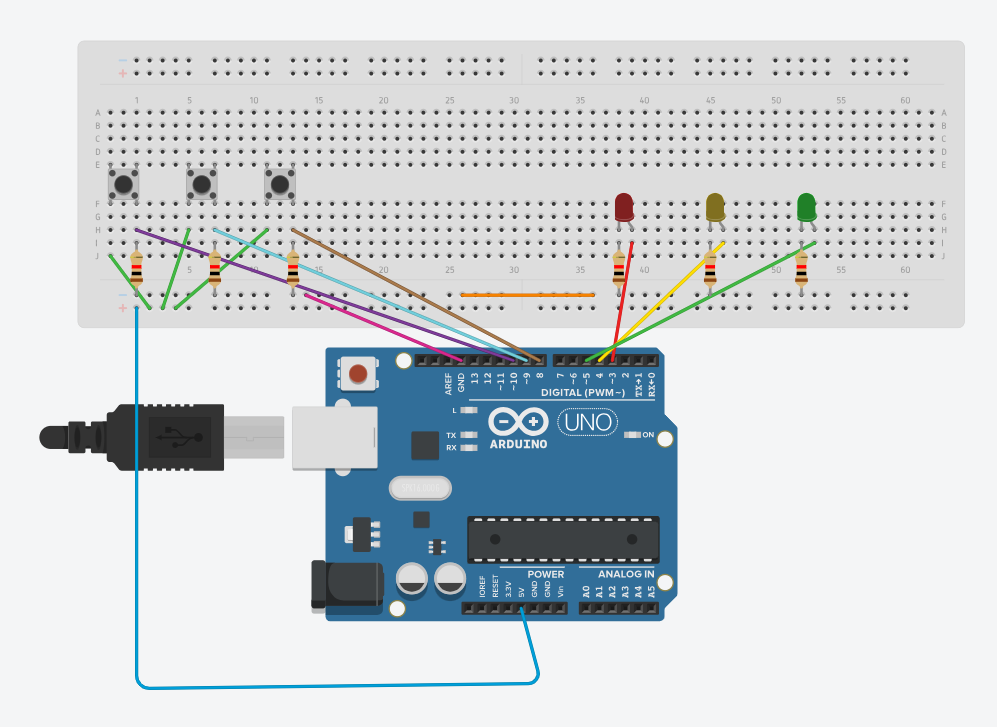 1 5 10 15 20 25 30 35 40 45 50 55 60
A A
B B
C C
D D
E E
F F
G G
H H
I I
J J
5 10 15 20 25 30 35 40 45 50 55 60
AREF
GND
13
12
~11
~10
~9
8
7
~6
~5
4
~3
2
TX→1
RX←0
DIGITAL (PWM~)
L
TX
RX
ARDUINO
UNO
ON
POWER
ANALOG IN
IOREF
RESET
3.3V
5V
GND
GND
Vin
A0
A1
A2
A3
A4
A5